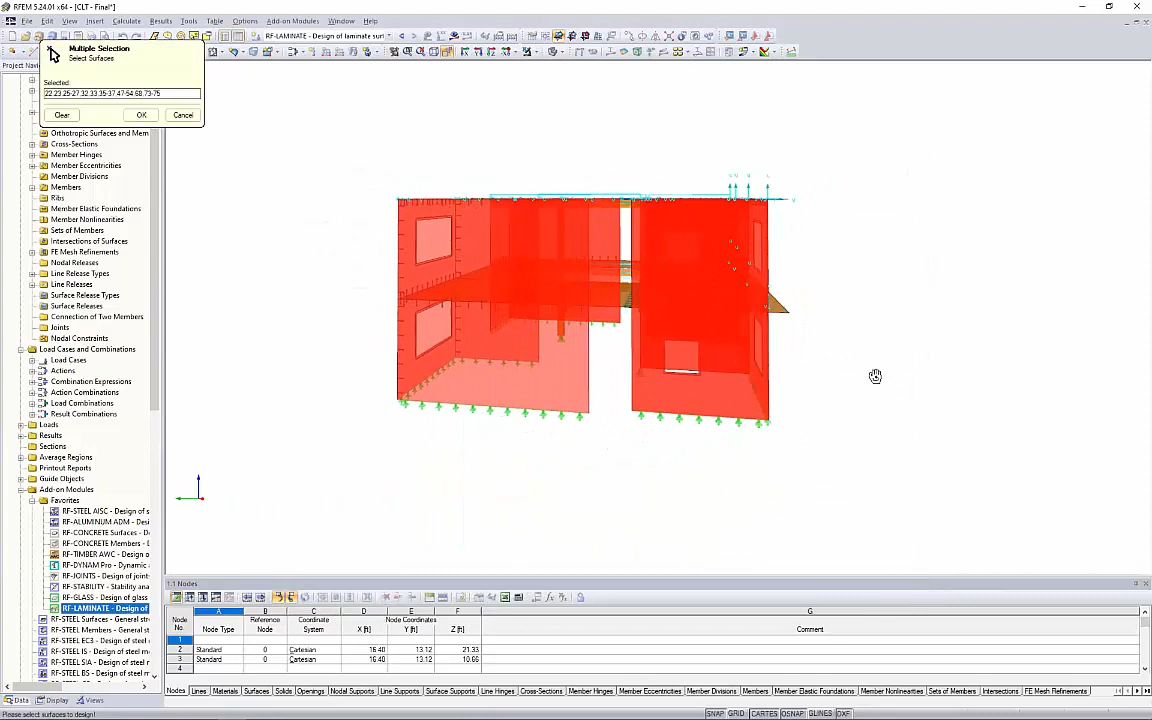 RFEM 5.24.01 x64 - [CLT - Final*]
File Edit View Insert Calculate Results Tools Table Options Add-on Modules Window Help
RF-LAMINATE - Design of laminate sur
Project Nav
Multiple Selection
Select Surfaces
Selected
22,23,25-27,32,33,35-37,47-54,68,73-75
Clear OK Cancel
Orthotropic Surfaces and Mem
Cross-Sections
Member Hinges
Member Eccentricities
Member Divisions
Members
Ribs
Member Elastic Foundations
Member Nonlinearities
Sets of Members
Intersections of Surfaces
FE Mesh Refinements
Nodal Releases
Line Release Types
Line Releases
Surface Release Types
Surface Releases
Connection of Two Members
Joints
Nodal Constraints
Load Cases and Combinations
Load Cases
Actions
Combination Expressions
Action Combinations
Load Combinations
Result Combinations
Loads
Results
Sections
Average Regions
Printout Reports
Guide Objects
Add-on Modules
Favorites
RF-STEEL AISC - Design of s
RF-ALUMINUM ADM - Desi
RF-CONCRETE Surfaces - D
RF-CONCRETE Members - D
RF-TIMBER AWC - Design of
RF-DYNAM Pro - Dynamic a
RF-JOINTS - Design of joint
RF-STABILITY - Stability ana
RF-GLASS - Design of glass
RF-LAMINATE - Design of
RF-STEEL Surfaces - General str
RF-STEEL Members - General st
RF-STEEL EC3 - Design of steel
RF-STEEL IS - Design of steel m
RF-STEEL SIA - Design of steel
RF-STEEL BS - Design of steel
Data Display Views
1.1 Nodes
A B C D E F G
Node No. Node Type Reference Node Coordinate System Node Coordinates X [ft] Y [ft] Z [ft] Comment
1
2 Standard 0 Cartesian 16.40 13.12 21.33
3 Standard 0 Cartesian 16.40 13.12 10.66
4
Nodes Lines Materials Surfaces Solids Openings Nodal Supports Line Supports Surface Supports Line Hinges Cross-Sections Member Hinges Member Eccentricities Member Divisions Members Member Elastic Foundations Member Nonlinearities Sets of Members Intersections FE Mesh Refinements
Please select surfaces to design!
SNAP GRID CARTES OSNAP GLINES DXF